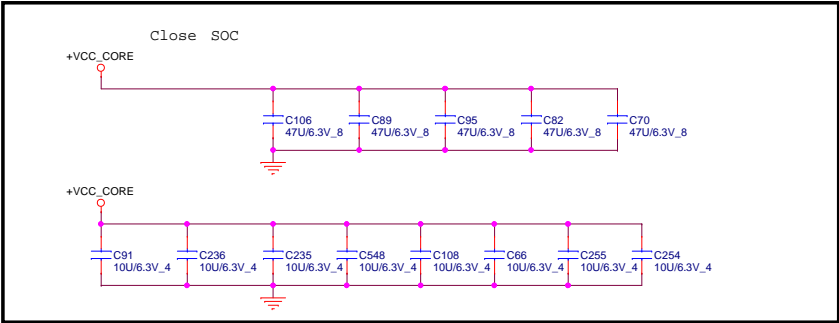 Close SOC
+VCC_CORE
C106 C89 C95 C82 C70
47U/6.3V_8 47U/6.3V_8 47U/6.3V_8 47U/6.3V_8 47U/6.3V_8
+VCC_CORE
C91 C236 C235 C548 C108 C66 C255 C254
10U/6.3V_4 10U/6.3V_4 10U/6.3V_4 10U/6.3V_4 10U/6.3V_4 10U/6.3V_4 10U/6.3V_4 10U/6.3V_4